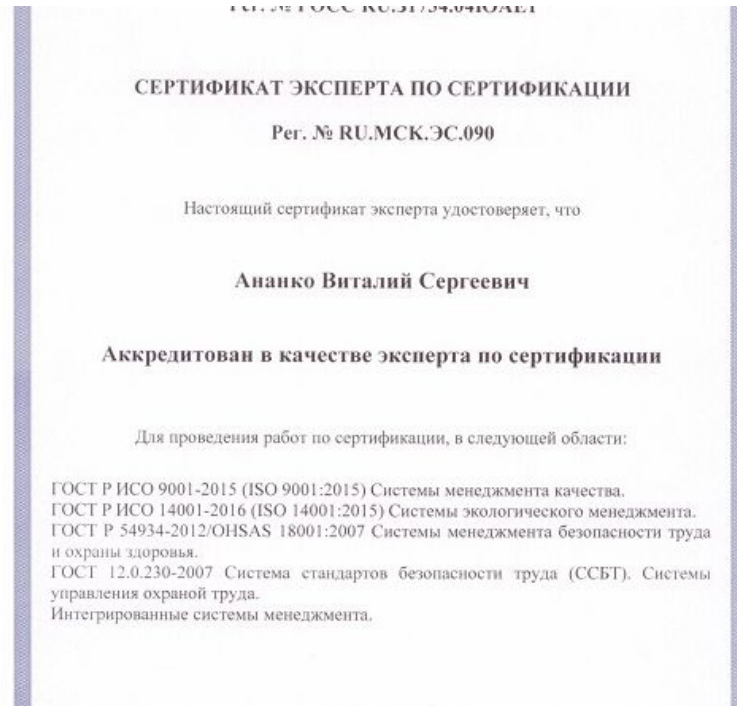 СЕРТИФИКАТ ЭКСПЕРТА ПО СЕРТИФИКАЦИИ
Рег. № RU.МСК.ЭС.090
Настоящий сертификат эксперта удостоверяет, что
Ананко Виталий Сергеевич
Аккредитован в качестве эксперта по сертификации
Для проведения работ по сертификации, в следующей области:
ГОСТ Р ИСО 9001-2015 (ISO 9001:2015) Системы менеджмента качества.
ГОСТ Р ИСО 14001-2016 (ISO 14001:2015) Системы экологического менеджмента.
ГОСТ Р 54934-2012/OHSAS 18001:2007 Системы менеджмента безопасности труда
и охраны здоровья.
ГОСТ 12.0.230-2007 Система стандартов безопасности труда (ССБТ). Системы
управления охраной труда.
Интегрированные системы менеджмента.